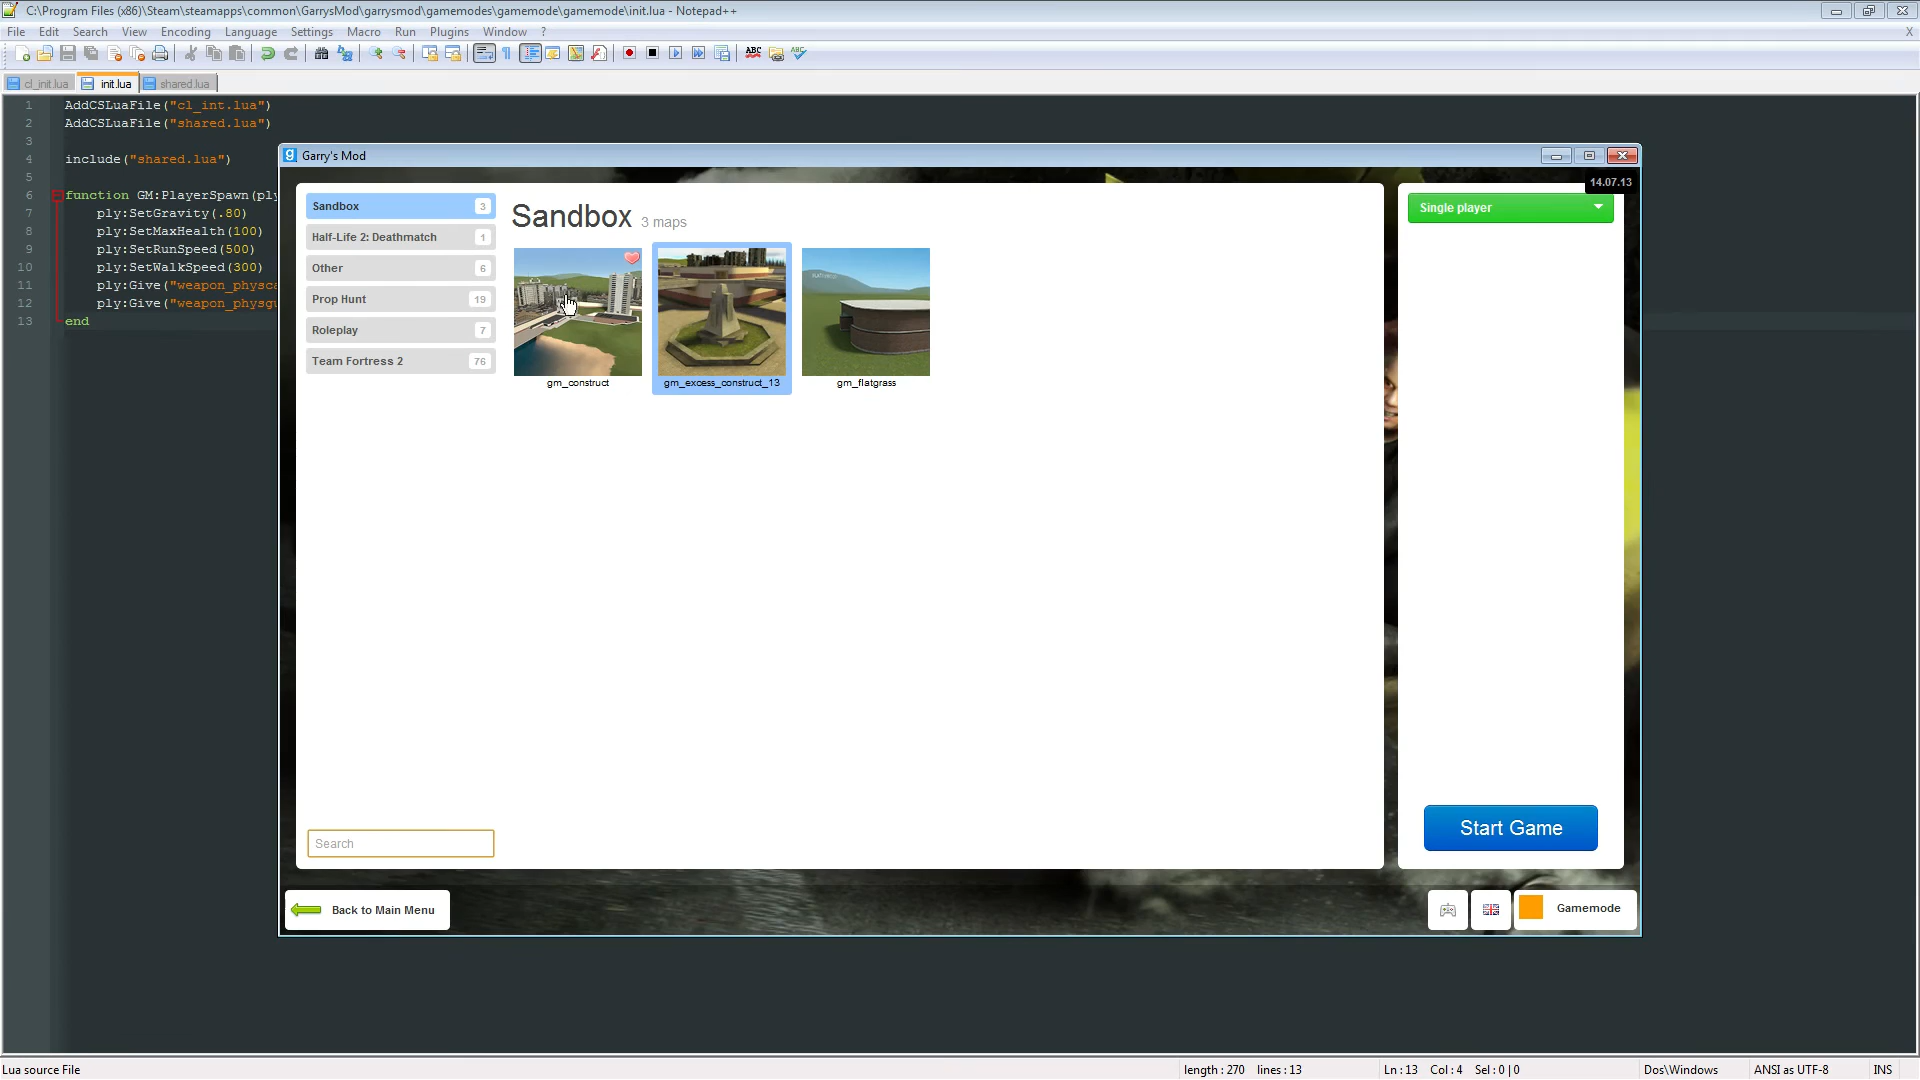 C:\Program Files (x86)\Steam\steamapps\common\GarrysMod\garrysmod\gamemodes\gamemode\gamemode\init.lua - Notepad++
File Edit Search View Encoding Language Settings Macro Run Plugins Window ? X
cl_init.lua init.lua shared.lua
1 AddCSLuaFile("cl_int.lua")
2 AddCSLuaFile("shared.lua")
3
4 include("shared.lua")
5
6 function GM:PlayerSpawn(ply
7 ply:SetGravity(.80)
8 ply:SetMaxHealth(100)
9 ply:SetRunSpeed(500)
10 ply:SetWalkSpeed(300)
11 ply:Give("weapon_physca
12 ply:Give("weapon_physgu
13 end
g Garry's Mod
14.07.13
Sandbox 3
Half-Life 2: Deathmatch 1
Other 6
Prop Hunt 19
Roleplay 7
Team Fortress 2 76
Sandbox 3 maps
gm_construct gm_excess_construct_13 gm_flatgrass
Single player
Start Game
Search
Back to Main Menu
Gamemode
Lua source File length : 270 lines : 13 Ln : 13 Col : 4 Sel : 0 | 0 Dos\Windows ANSI as UTF-8 INS